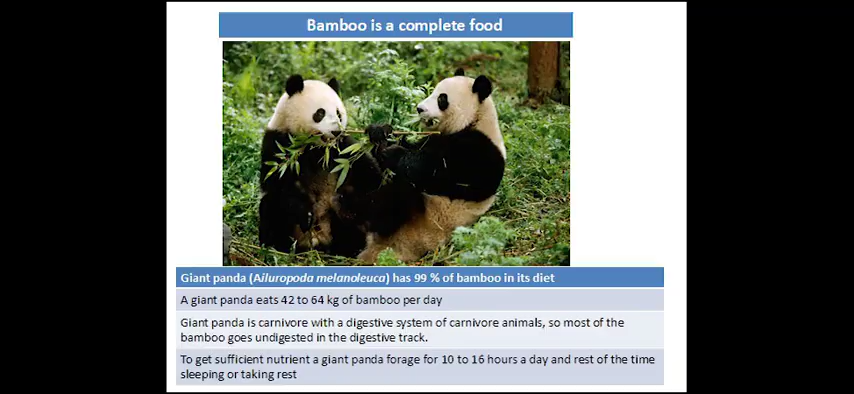 Bamboo is a complete food
Giant panda (Ailuropoda melanoleuca) has 99 % of bamboo in its diet
A giant panda eats 42 to 64 kg of bamboo per day
Giant panda is carnivore with a digestive system of carnivore animals, so most of the
bamboo goes undigested in the digestive track.
To get sufficient nutrient a giant panda forage for 10 to 16 hours a day and rest of the time
sleeping or taking rest